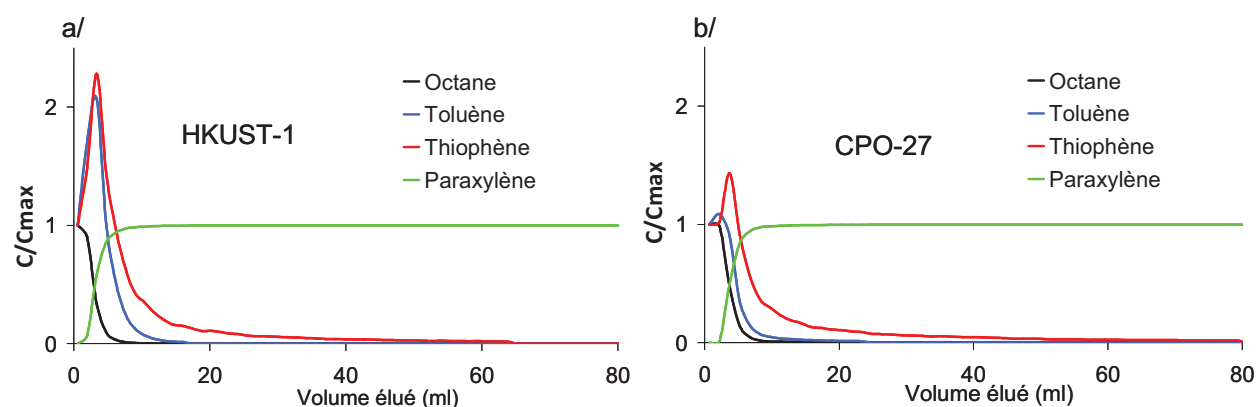 a/
C/Cmax
2
1
0
HKUST-1
Octane
Toluène
Thiophène
Paraxylène
0 20 40 60 80
Volume élué (ml)
b/
C/Cmax
2
1
0
CPO-27
Octane
Toluène
Thiophène
Paraxylène
0 20 40 60 80
Volume élué (ml)